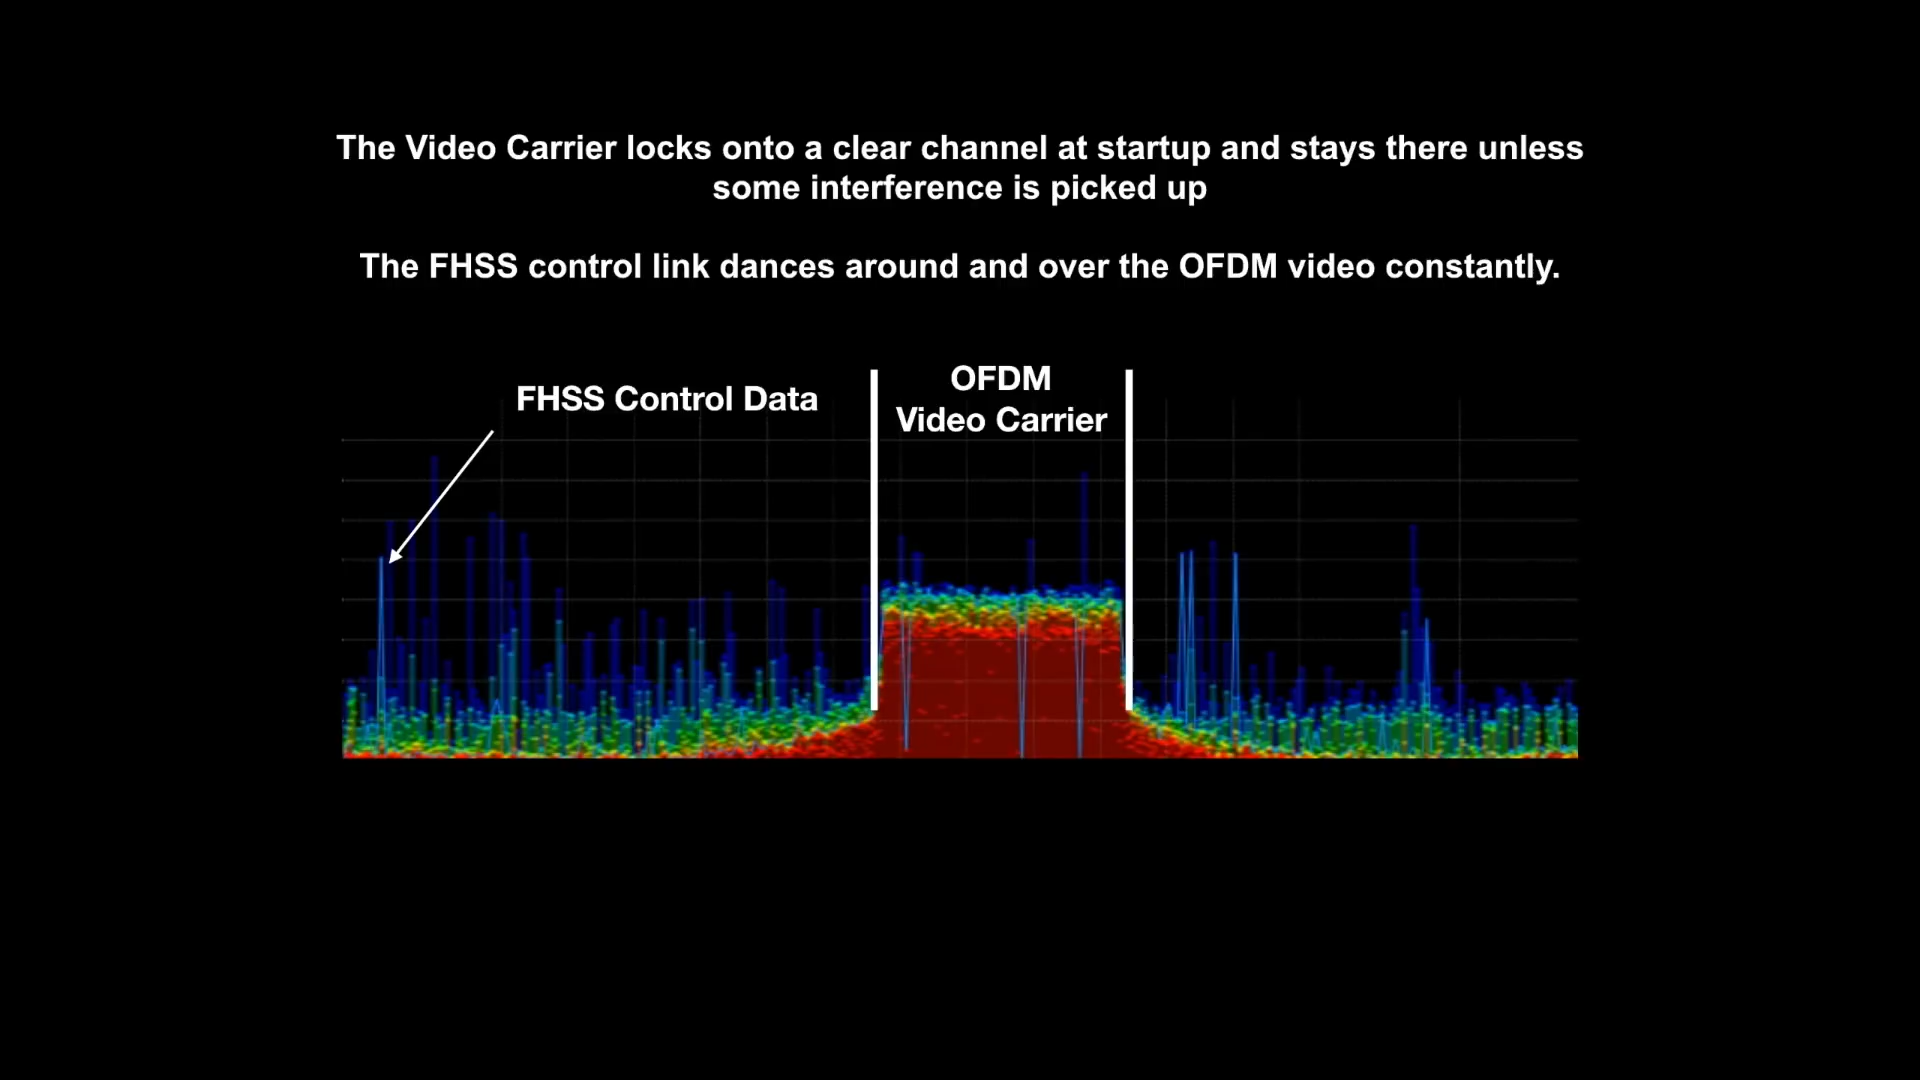 The Video Carrier locks onto a clear channel at startup and stays there unless
some interference is picked up
The FHSS control link dances around and over the OFDM video constantly.
FHSS Control Data
OFDM
Video Carrier